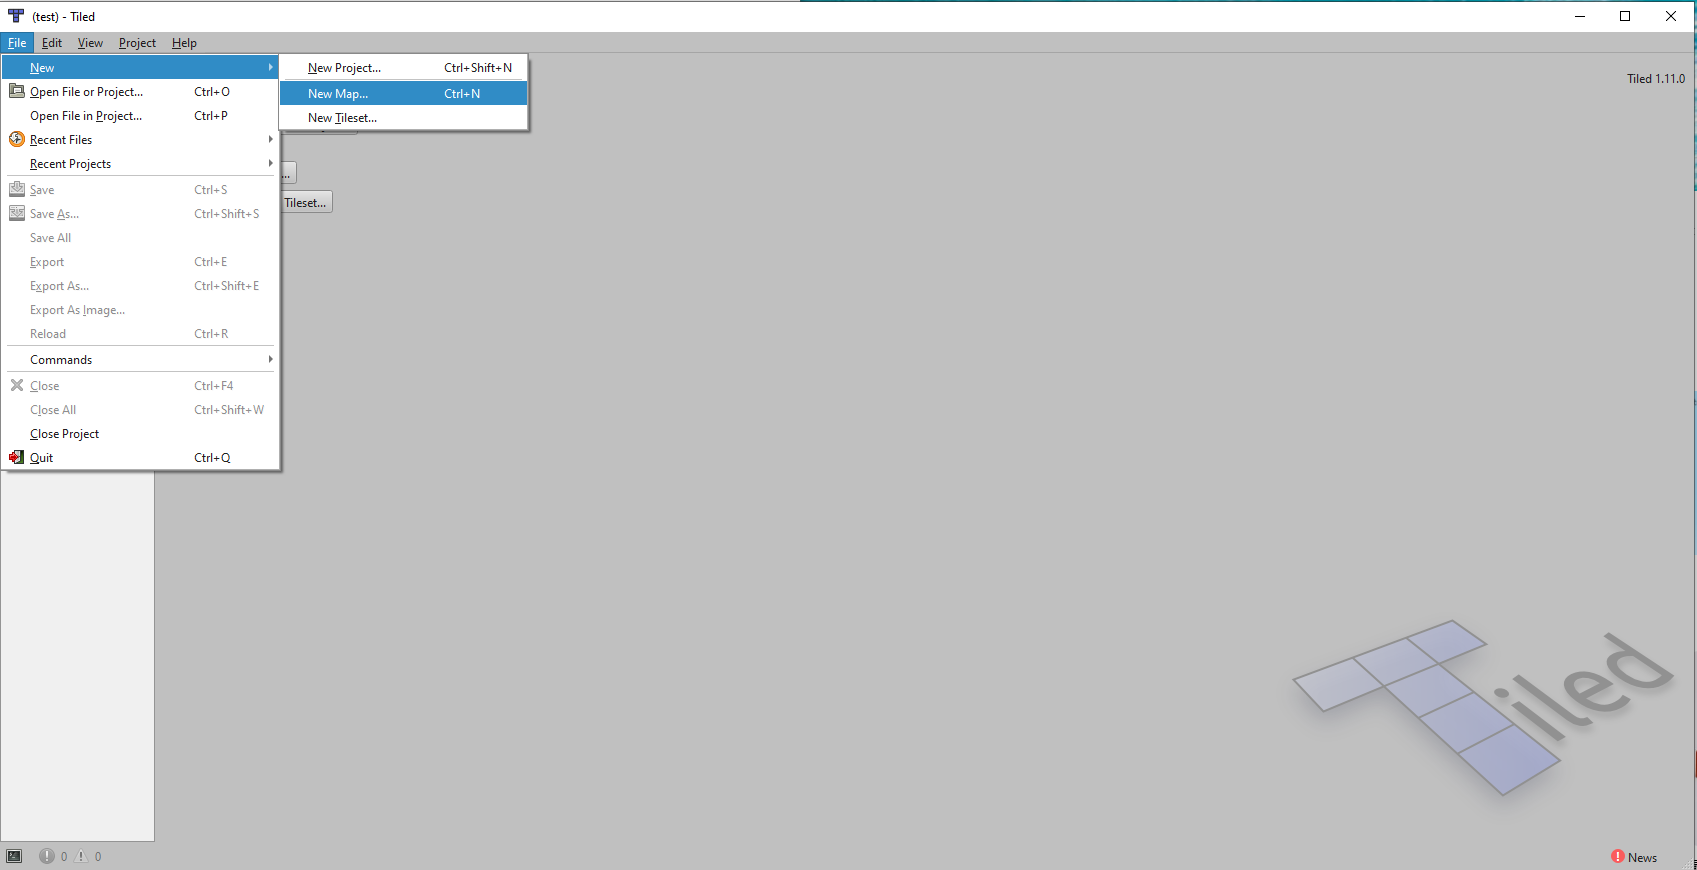 (test) - Tiled
File Edit View Project Help
New
New Project... Ctrl+Shift+N
New Map... Ctrl+N
New Tileset...
Tiled 1.11.0
Open File or Project... Ctrl+O
Open File in Project... Ctrl+P
Recent Files
Recent Projects
...
Save Ctrl+S
Tileset...
Save As... Ctrl+Shift+S
Save All
Export Ctrl+E
Export As... Ctrl+Shift+E
Export As Image...
Reload Ctrl+R
Commands
Close Ctrl+F4
Close All Ctrl+Shift+W
Close Project
Quit Ctrl+Q
Tiled
0 0
News